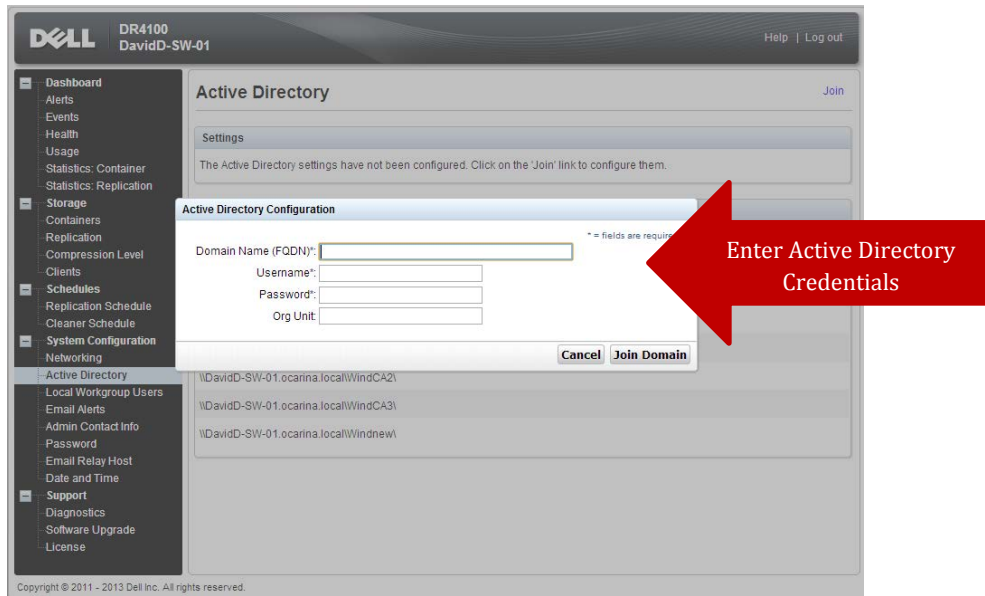 DELL
DR4100
DavidD-SW-01
Help | Log out
Dashboard
Alerts
Events
Health
Usage
Statistics: Container
Statistics: Replication
Storage
Containers
Replication
Compression Level
Clients
Schedules
Replication Schedule
Cleaner Schedule
System Configuration
Networking
Active Directory
Local Workgroup Users
Email Alerts
Admin Contact Info
Password
Email Relay Host
Date and Time
Support
Diagnostics
Software Upgrade
License
Active Directory
Join
Settings
The Active Directory settings have not been configured. Click on the 'Join' link to configure them.
Active Directory Configuration
* = fields are
Domain Name (FQDN)*:
Username*:
Password*:
Org Unit:
Cancel Join Domain
Enter Active Directory
Credentials
\\DavidD-SW-01.ocarina.local\WindCA2\
\\DavidD-SW-01.ocarina.local\WindCA3\
\\DavidD-SW-01.ocarina.local\Windnew\
Copyright © 2011 - 2013 Dell Inc. All rights reserved.